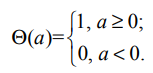 Θ(a)={1, a ≥ 0;
0, a < 0.